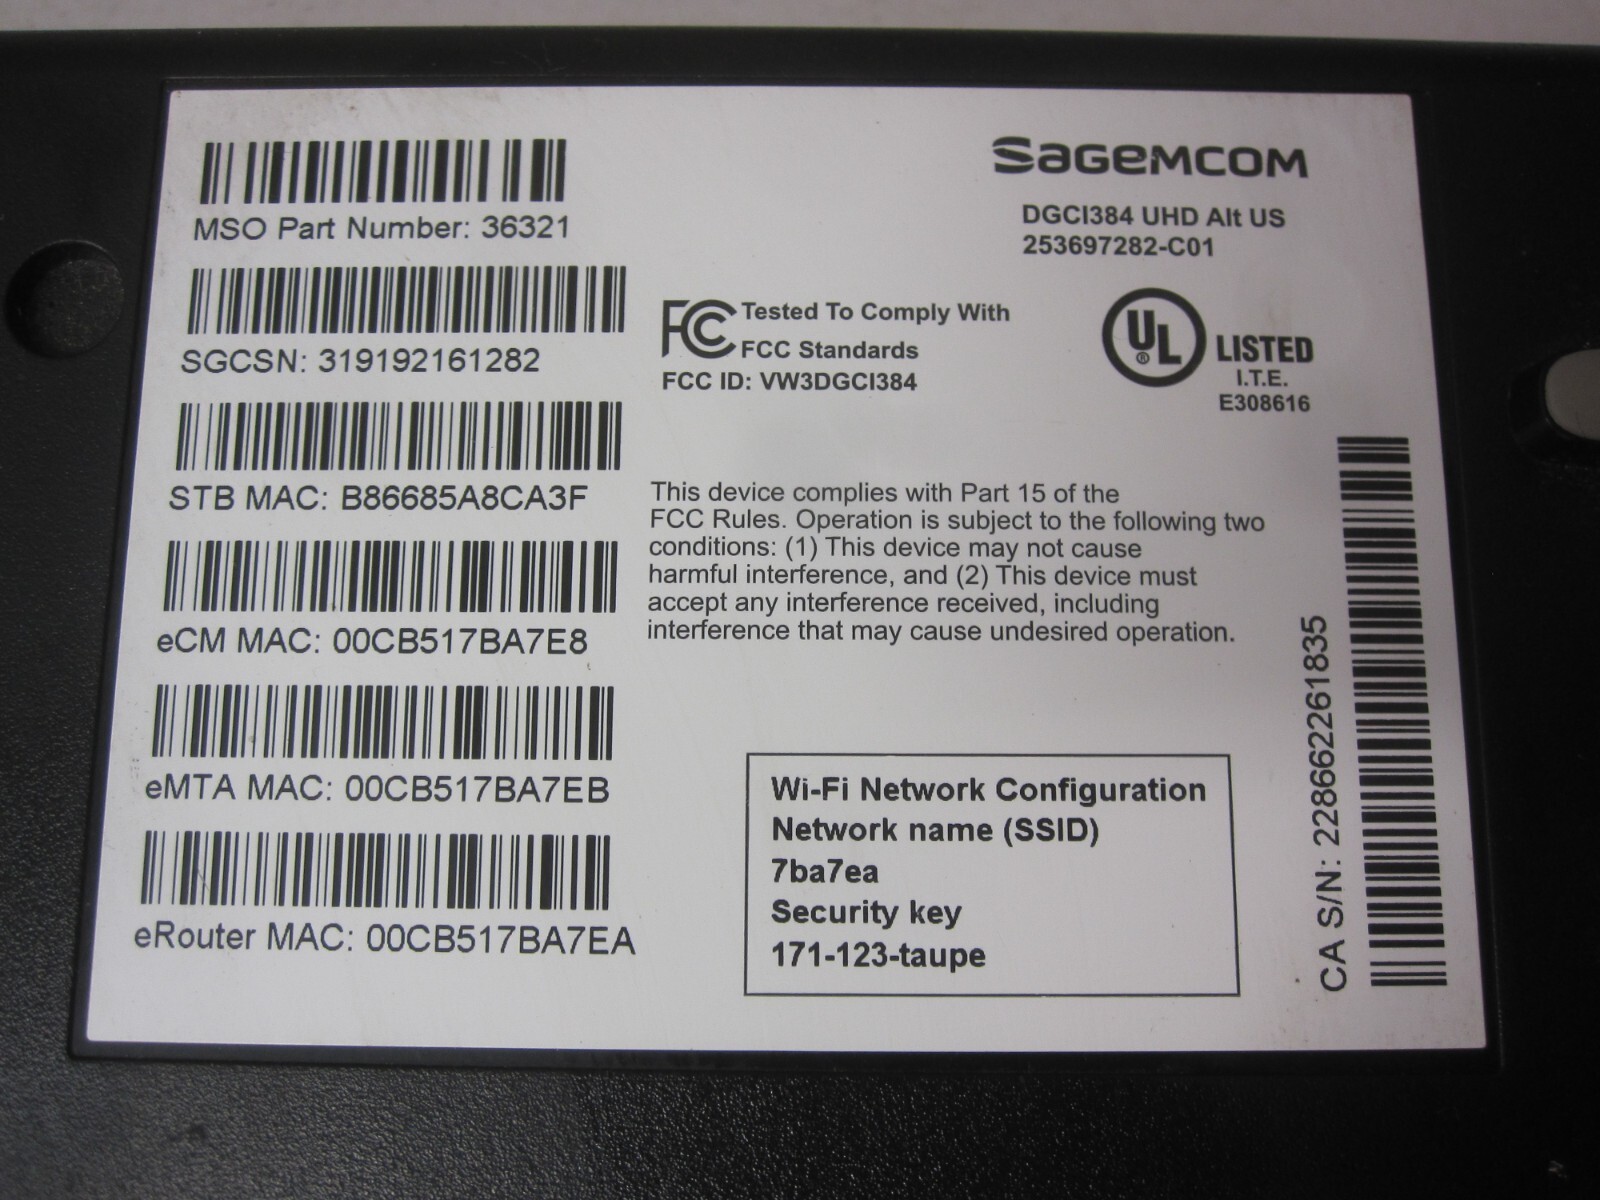 MSO Part Number: 36321
SGCSN: 319192161282
STB MAC: B86685A8CA3F
eCM MAC: 00CB517BA7E8
eMTA MAC: 00CB517BA7EB
eRouter MAC: 00CB517BA7EA
SAGEMCOM
DGCI384 UHD Alt US
253697282-C01
FC Tested To Comply With
FCC Standards
FCC ID: VW3DGCI384
UL ® LISTED
I.T.E.
E308616
This device complies with Part 15 of the
FCC Rules. Operation is subject to the following two
conditions: (1) This device may not cause
harmful interference, and (2) This device must
accept any interference received, including
interference that may cause undesired operation.
Wi-Fi Network Configuration
Network name (SSID)
7ba7ea
Security key
171-123-taupe
CA S/N: 228662261835